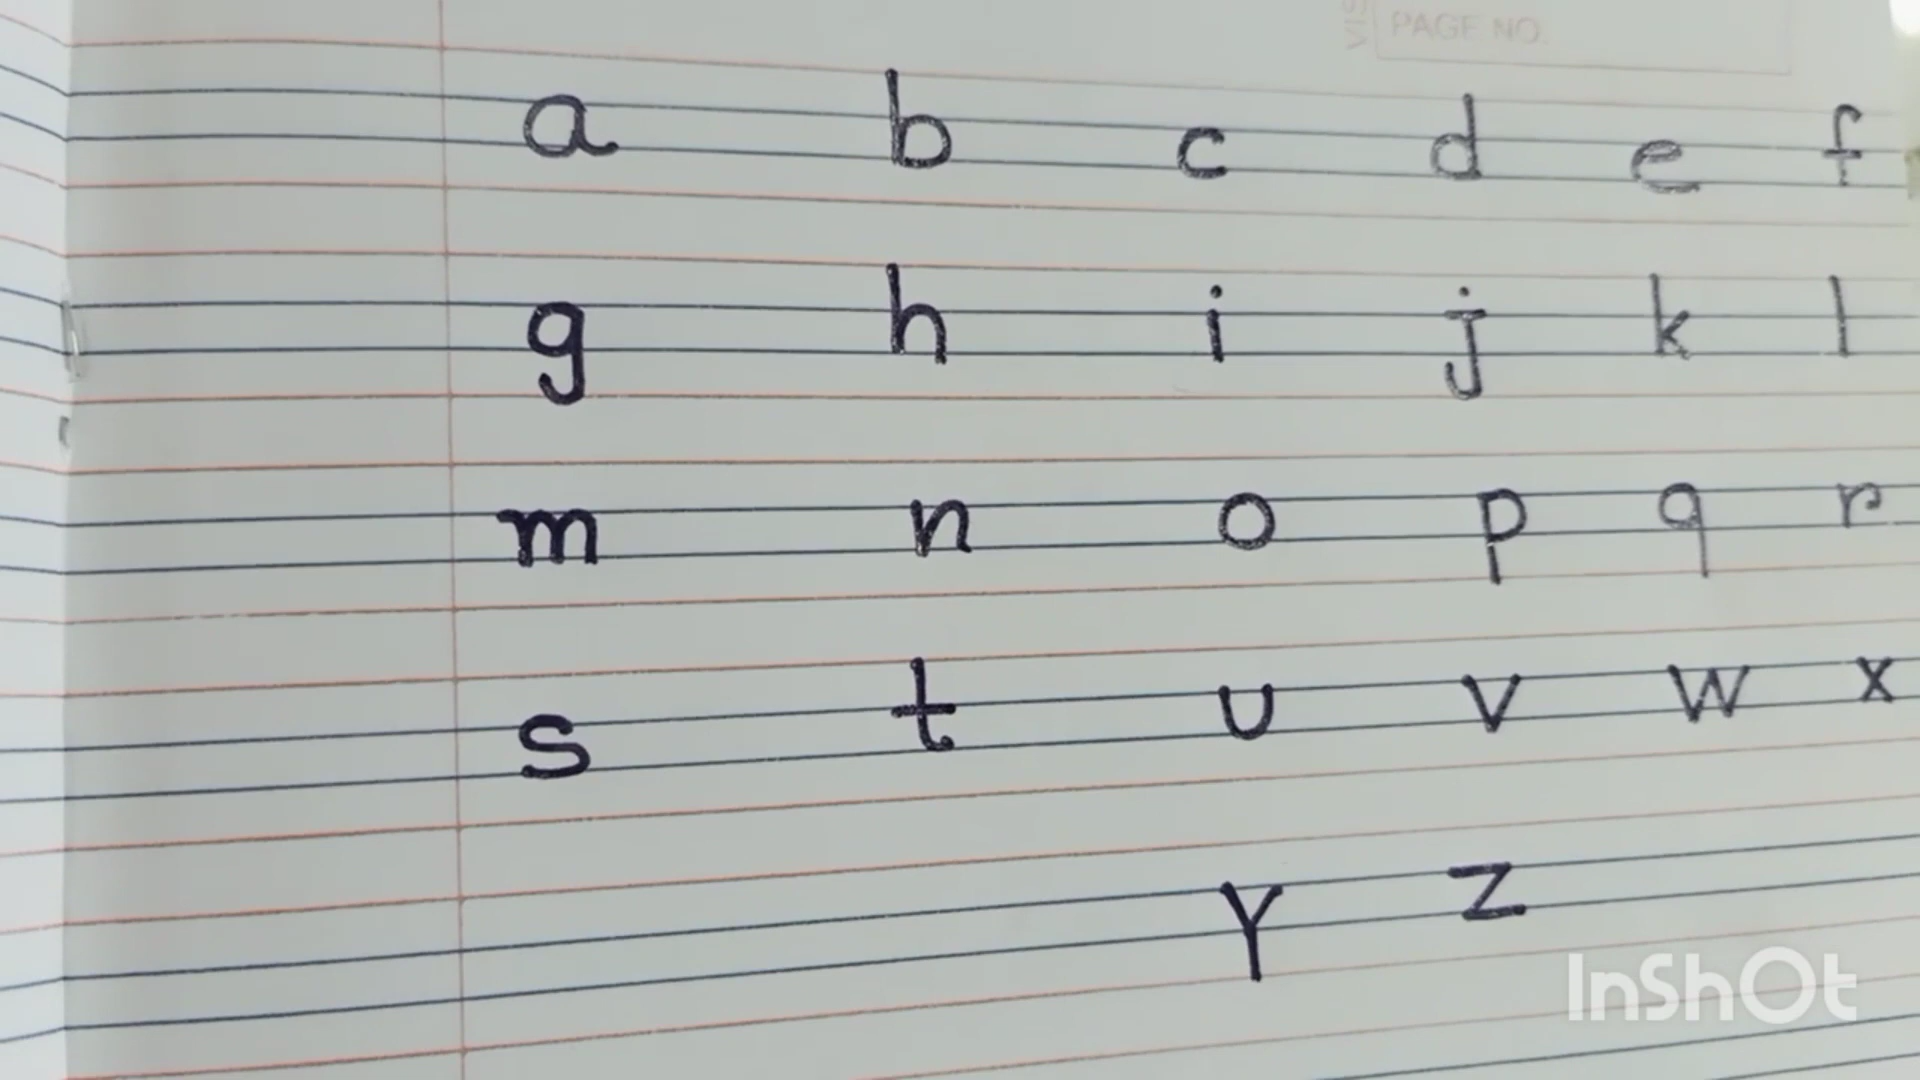 PAGE NO.
a b c d e f
g h i j k l
m n o p q r
s t u v w x
y z
InShOt